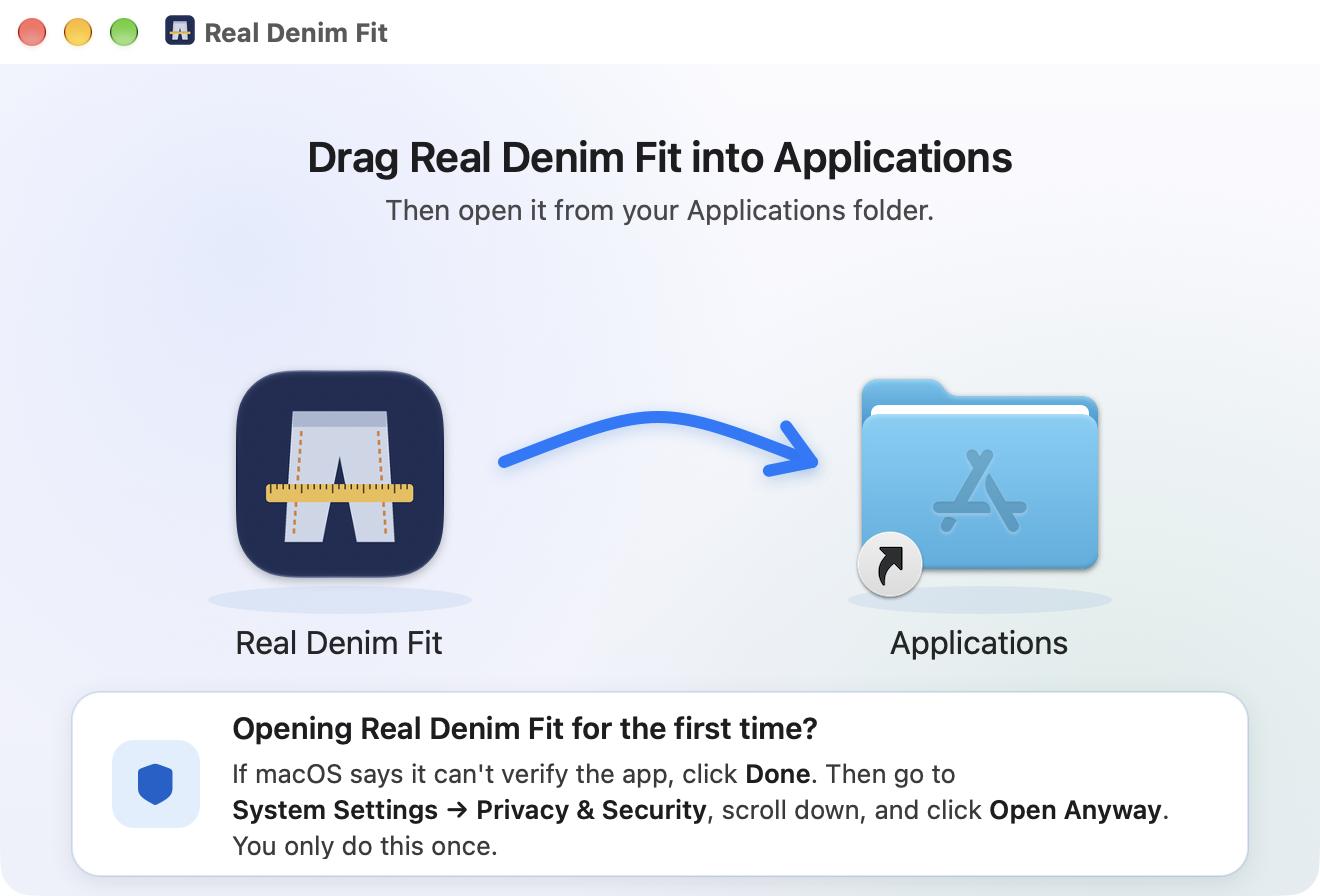 Real Denim Fit
Drag Real Denim Fit into Applications
Then open it from your Applications folder.
Real Denim Fit
Applications
Opening Real Denim Fit for the first time?
If macOS says it can't verify the app, click Done. Then go to
System Settings → Privacy & Security, scroll down, and click Open Anyway.
You only do this once.